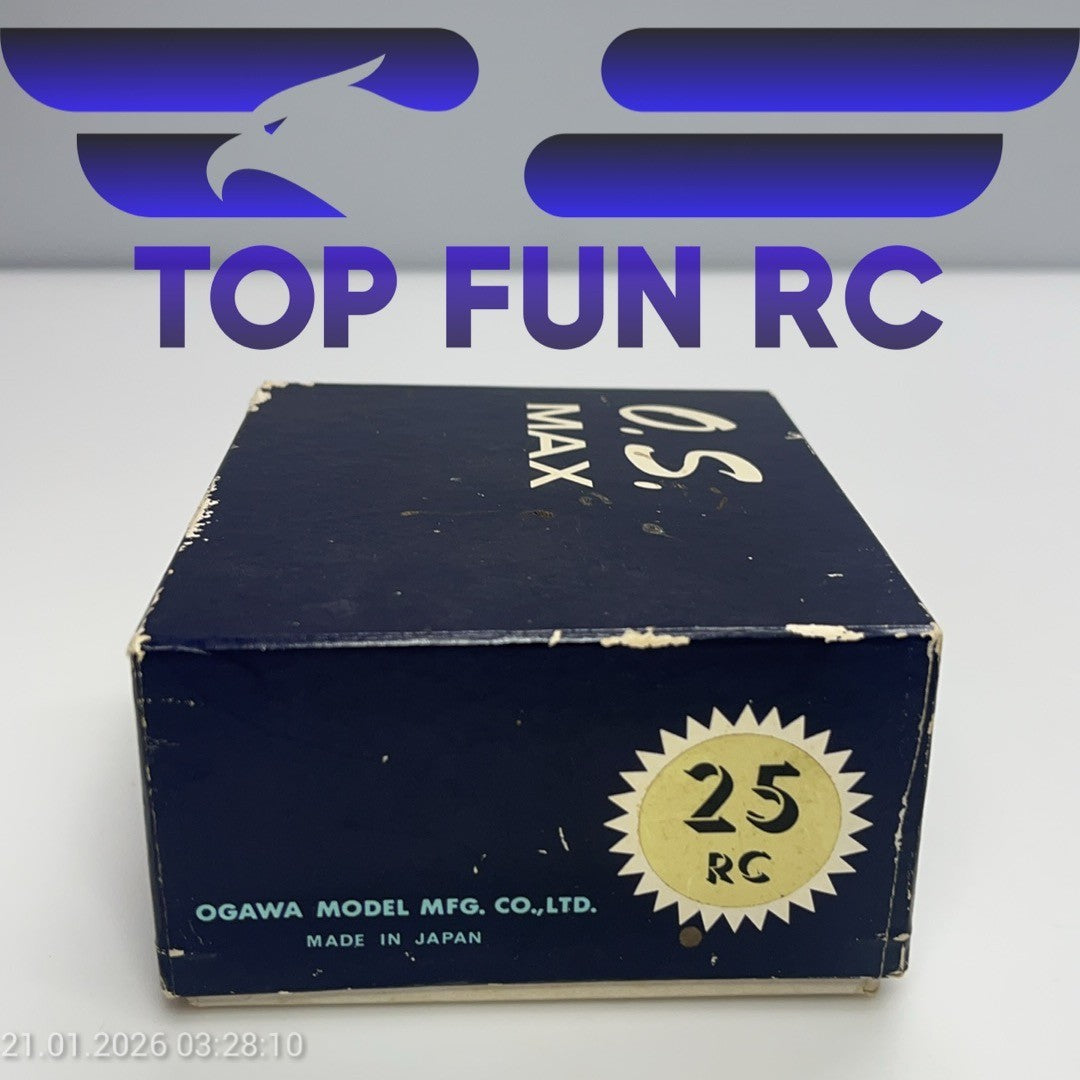 TOP FUN RC
O.S.
MAX
25
RC
OGAWA MODEL MFG. CO.,LTD.
MADE IN JAPAN
21.01.2026 03:28:10